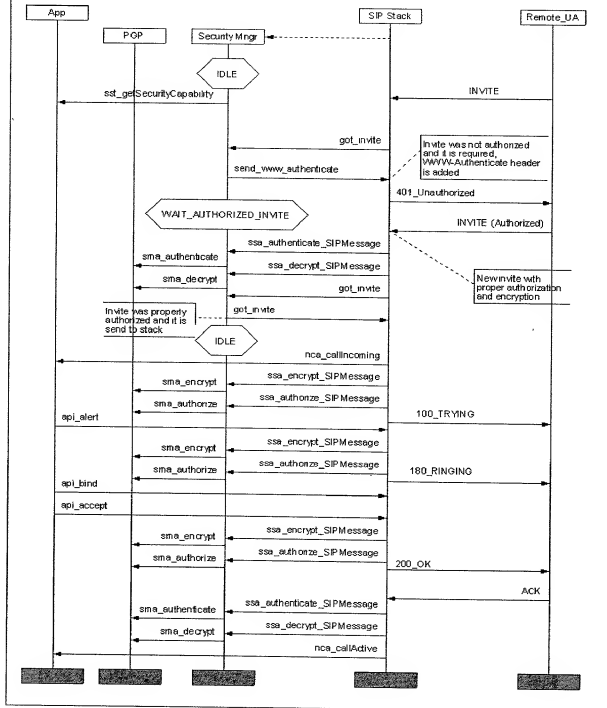 App
PGP
Security Mngr
SIP Stack
Remote_UA
IDLE
INVITE
sst_getSecurityCapability
got_invite
Invite was not authorized
and it is required,
WWW-Authenticate header
is added
send_www_authenticate
401_Unauthorized
WAIT_AUTHORIZED_INVITE
INVITE (Authorized)
ssa_authenticate_SIPMessage
sma_authenticate
ssa_decrypt_SIPMessage
sma_decrypt
got_invite
New invite with
proper authorization
and encryption
Invite was properly
authorized and it is
send to stack
got_invite
IDLE
nca_callIncoming
ssa_encrypt_SIPMessage
sma_encrypt
ssa_authorize_SIPMessage
sma_authorize
100_TRYING
api_alert
ssa_encrypt_SIPMessage
sma_encrypt
ssa_authorize_SIPMessage
sma_authorize
180_RINGING
api_bind
api_accept
ssa_encrypt_SIPMessage
sma_encrypt
ssa_authorize_SIPMessage
sma_authorize
200_OK
ACK
ssa_authenticate_SIPMessage
sma_authenticate
ssa_decrypt_SIPMessage
sma_decrypt
nca_callActive